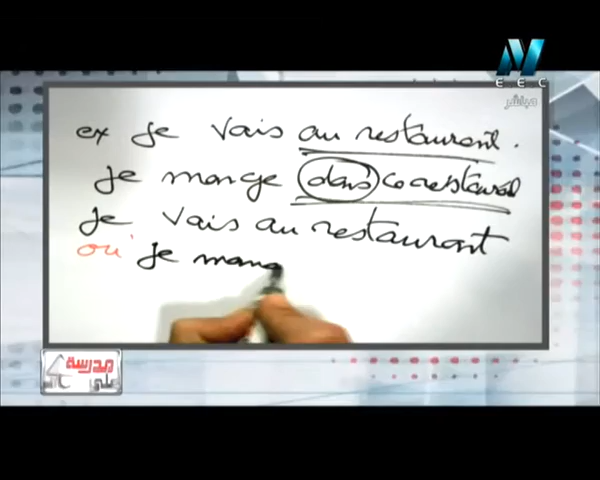 N
E E C
مباشر
ex je vais au restaurant.
je mange dans ce restaurant
je vais au restaurant
où je mang
مدرسة
على